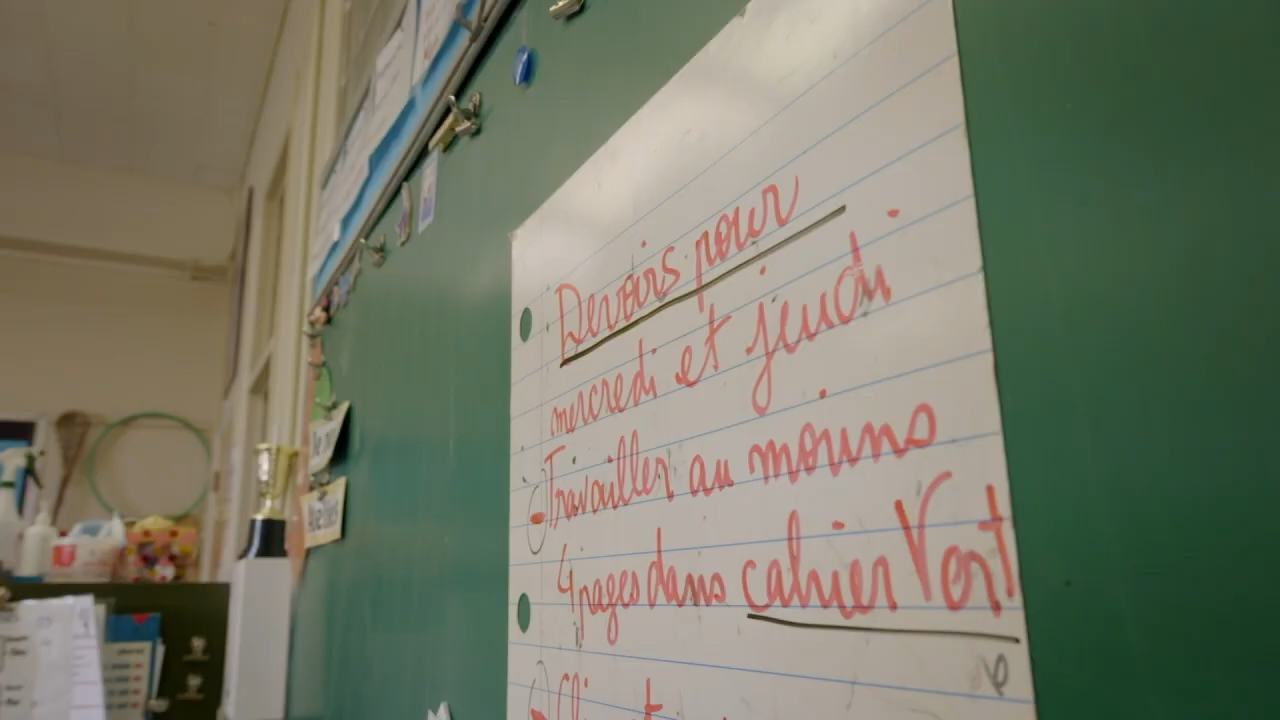 Devoirs pour
mercredi et jeudi
Travailler au moins
4 pages dans cahier Vert